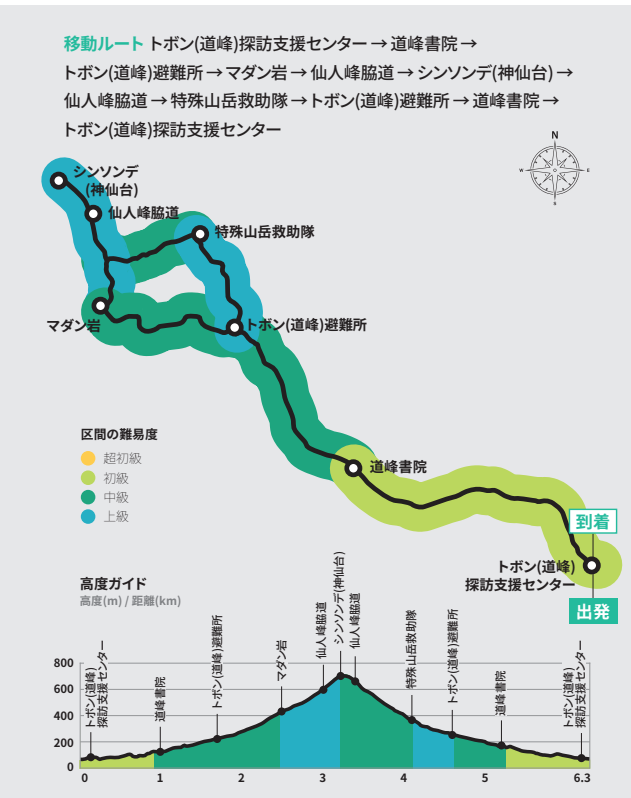 移動ルート トボン(道峰)探訪支援センター → 道峰書院 →
トボン(道峰)避難所 → マダン岩 → 仙人峰脇道 → シンソンデ(神仙台) →
仙人峰脇道 → 特殊山岳救助隊 → トボン(道峰)避難所 → 道峰書院 →
トボン(道峰)探訪支援センター
N
W
E
S
シンソンデ
(神仙台)
仙人峰脇道
特殊山岳救助隊
マダン岩
トボン(道峰)避難所
道峰書院
区間の難易度
超初級
初級
中級
上級
到着
トボン(道峰)
探訪支援センター
出発
高度ガイド
高度(m) / 距離(km)
トボン(道峰)
探訪支援センター
道峰書院
トボン(道峰)避難所
マダン岩
仙人峰脇道
シンソンデ(神仙台)
仙人峰脇道
特殊山岳救助隊
トボン(道峰)避難所
道峰書院
トボン(道峰)
探訪支援センター
800
600
400
200
0
0 1 2 3 4 5 6.3